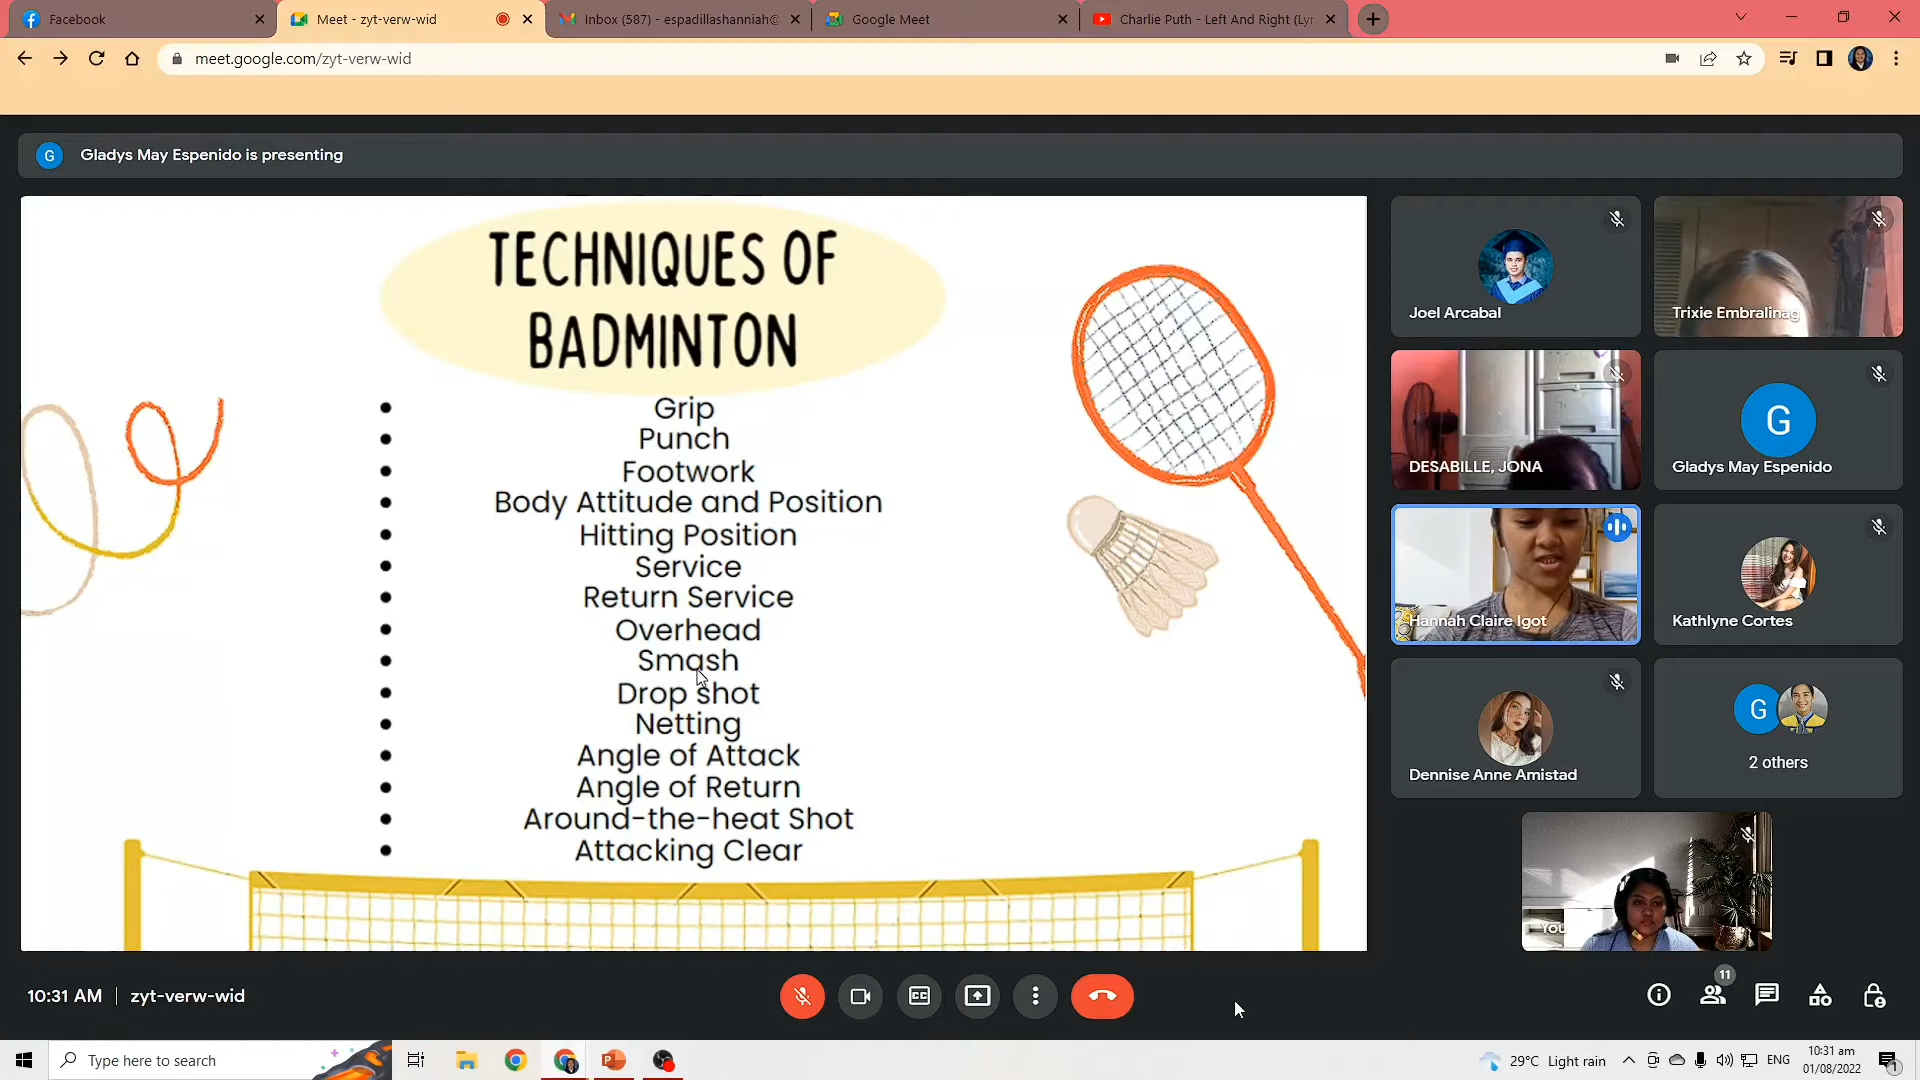 Facebook
Meet - zyt-verw-wid
Inbox (587) - espadillashanniah@
Google Meet
Charlie Puth - Left And Right (Lyr
meet.google.com/zyt-verw-wid
G
Gladys May Espenido is presenting
TECHNIQUES OF
BADMINTON
Grip
Punch
Footwork
Body Attitude and Position
Hitting Position
Service
Return Service
Overhead
Smash
Drop shot
Netting
Angle of Attack
Angle of Return
Around-the-heat Shot
Attacking Clear
Joel Arcabal
Trixie Embralinag
DESABILLE, JONA
G
Gladys May Espenido
Hannah Claire Igot
Kathlyne Cortes
Dennise Anne Amistad
G
2 others
You
10:31 AM
zyt-verw-wid
CC
11
Type here to search
29°C Light rain
ENG
10:31 am
01/08/2022
1